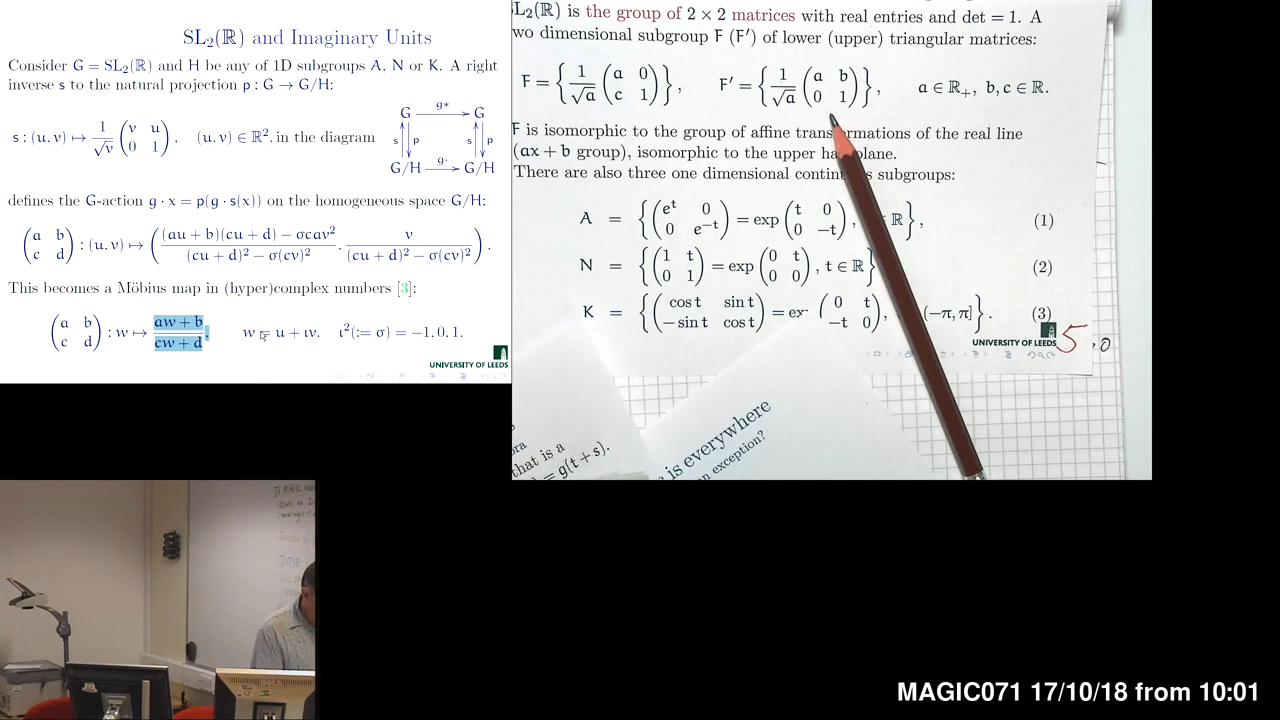 SL₂(ℝ) and Imaginary Units
Consider G = SL₂(ℝ) and H be any of 1D subgroups A, N or K. A right
inverse s to the natural projection p : G → G/H:
s : (u, v) ↦ 1/√v (v u; 0 1), (u, v) ∈ ℝ², in the diagram
G g* G
s p s p
G/H g· G/H
defines the G-action g · x = p(g · s(x)) on the homogeneous space G/H:
(a b; c d) : (u, v) ↦ ( ((au + b)(cu + d) − σcav²)/((cu + d)² − σ(cv)²), v/((cu + d)² − σ(cv)²) ).
This becomes a Möbius map in (hyper)complex numbers [3]:
(a b; c d) : w ↦ (aw + b)/(cw + d), w = u + ιv, ι²(:= σ) = −1, 0, 1.
UNIVERSITY OF LEEDS
SL₂(ℝ) is the group of 2 × 2 matrices with real entries and det = 1. A
wo dimensional subgroup F (F′) of lower (upper) triangular matrices:
F = { 1/√a (a 0; c 1) }, F′ = { 1/√a (a b; 0 1) }, a ∈ ℝ₊, b, c ∈ ℝ.
F is isomorphic to the group of affine transformations of the real line
(ax + b group), isomorphic to the upper ha plane.
There are also three one dimensional contin s subgroups:
A = { (eᵗ 0; 0 e⁻ᵗ) = exp (t 0; 0 −t), ℝ }, (1)
N = { (1 t; 0 1) = exp (0 t; 0 0), t ∈ ℝ } (2)
K = { (cos t sin t; − sin t cos t) = ex (0 t; −t 0), (−π, π] }. (3)
UNIVERSITY OF LEEDS
5
, 0
that is a
= g(t + s).
is everywhere
n exception?
MAGIC071 17/10/18 from 10:01